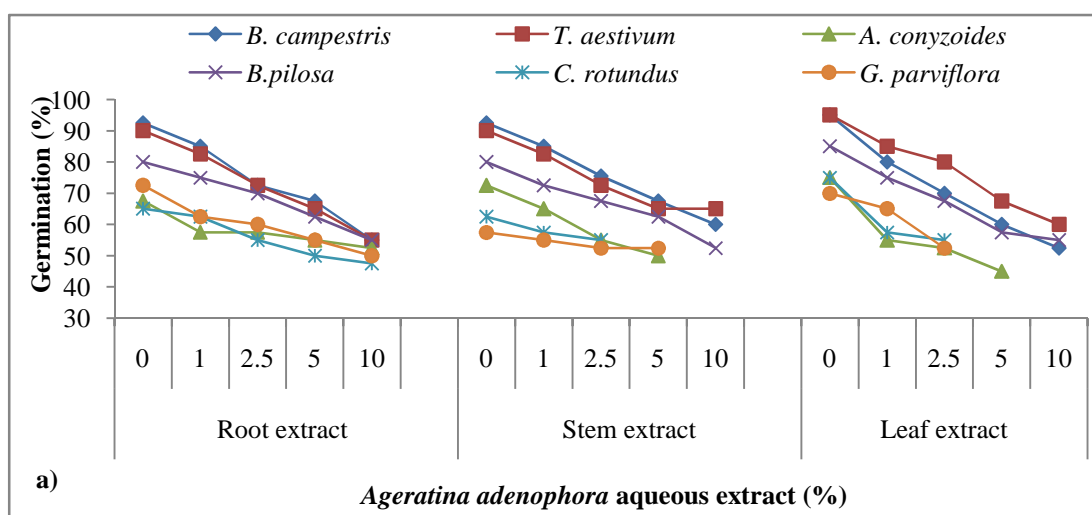 B. campestris T. aestivum A. conyzoides
B.pilosa C. rotundus G. parviflora
Germination (%)
100
90
80
70
60
50
40
30
0 1 2.5 5 10 0 1 2.5 5 10 0 1 2.5 5 10
Root extract Stem extract Leaf extract
a)
Ageratina adenophora aqueous extract (%)